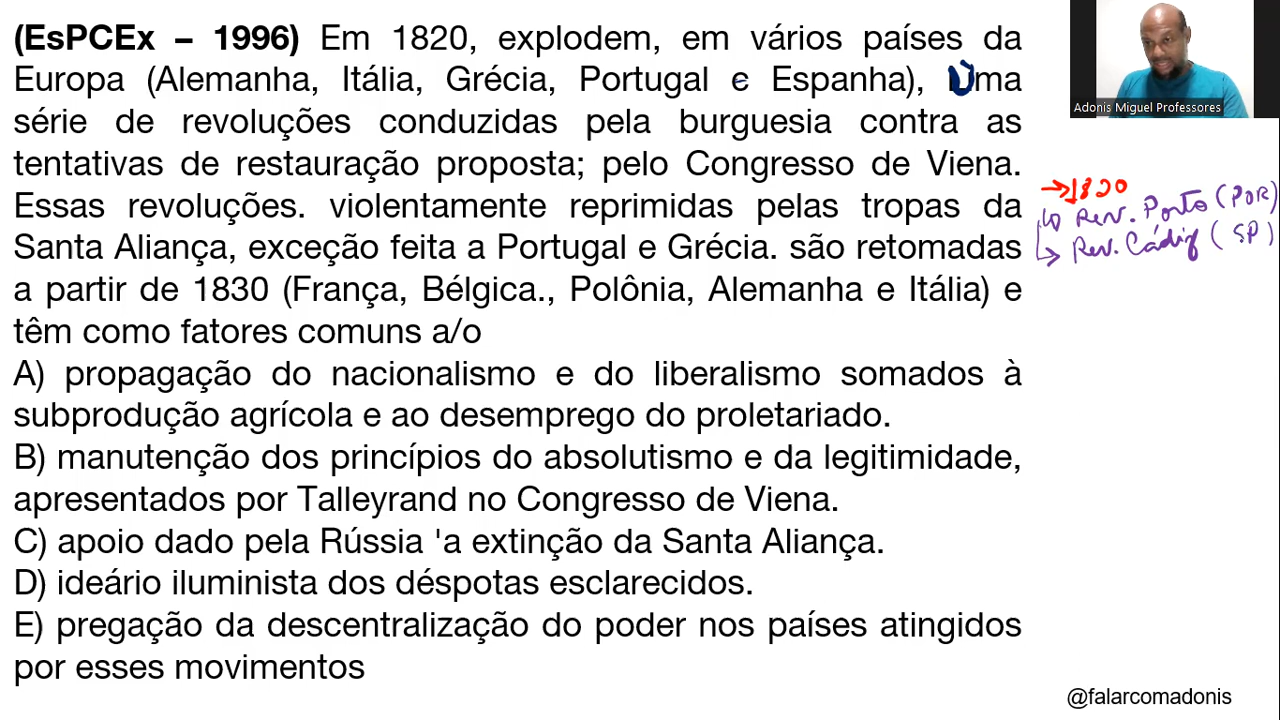 (EsPCEx – 1996) Em 1820, explodem, em vários países da
Europa (Alemanha, Itália, Grécia, Portugal e Espanha), Uma
série de revoluções conduzidas pela burguesia contra as
tentativas de restauração proposta; pelo Congresso de Viena.
Essas revoluções. violentamente reprimidas pelas tropas da
Santa Aliança, exceção feita a Portugal e Grécia. são retomadas
a partir de 1830 (França, Bélgica., Polônia, Alemanha e Itália) e
têm como fatores comuns a/o
A) propagação do nacionalismo e do liberalismo somados à
subprodução agrícola e ao desemprego do proletariado.
B) manutenção dos princípios do absolutismo e da legitimidade,
apresentados por Talleyrand no Congresso de Viena.
C) apoio dado pela Rússia 'a extinção da Santa Aliança.
D) ideário iluminista dos déspotas esclarecidos.
E) pregação da descentralização do poder nos países atingidos
por esses movimentos
Adonis Miguel Professores
→1820
↳ Rev. Porto (POR)
↳ Rev. Cádiz (SP)
@falarcomadonis